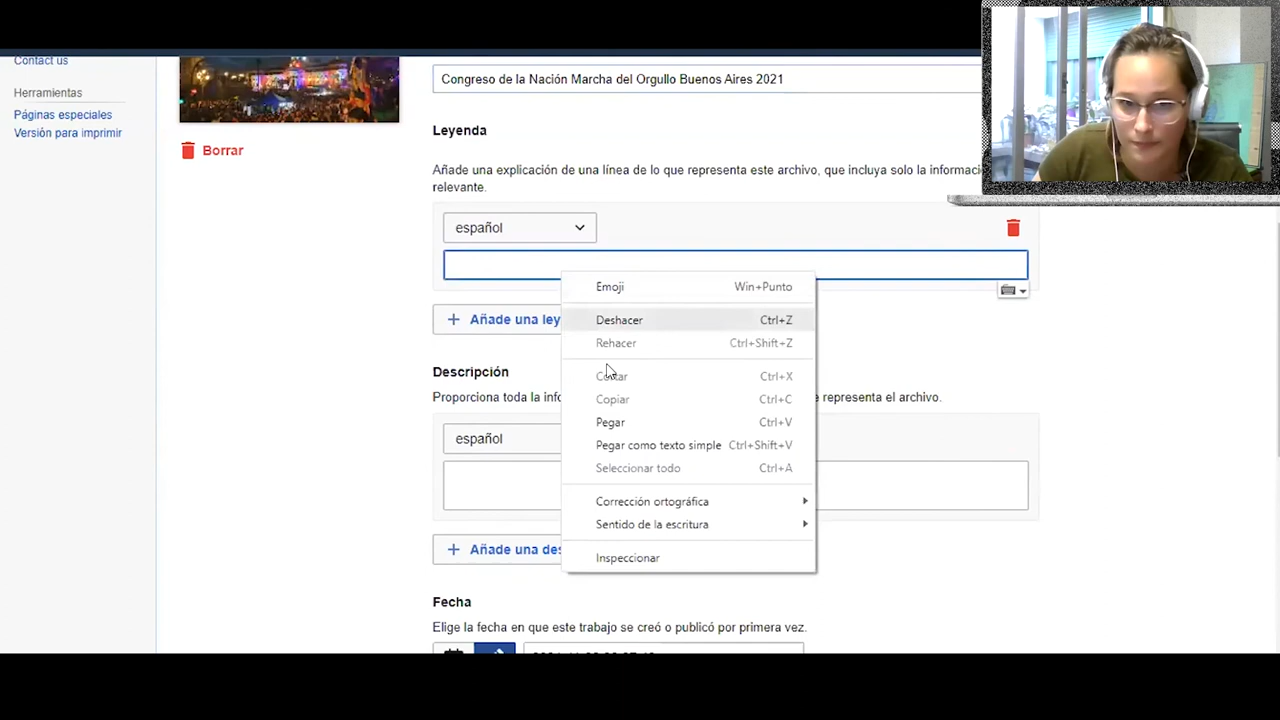 Contact us
Herramientas
Páginas especiales
Versión para imprimir
Borrar
Congreso de la Nación Marcha del Orgullo Buenos Aires 2021
Leyenda
Añade una explicación de una línea de lo que representa este archivo, que incluya solo la informaci
relevante.
español
Emoji Win+Punto
Añade una ley
Deshacer Ctrl+Z
Rehacer Ctrl+Shift+Z
Cortar Ctrl+X
Copiar Ctrl+C
Pegar Ctrl+V
Pegar como texto simple Ctrl+Shift+V
Seleccionar todo Ctrl+A
Corrección ortográfica
Sentido de la escritura
Inspeccionar
Descripción
Proporciona toda la info
e representa el archivo.
español
Añade una des
Fecha
Elige la fecha en que este trabajo se creó o publicó por primera vez.